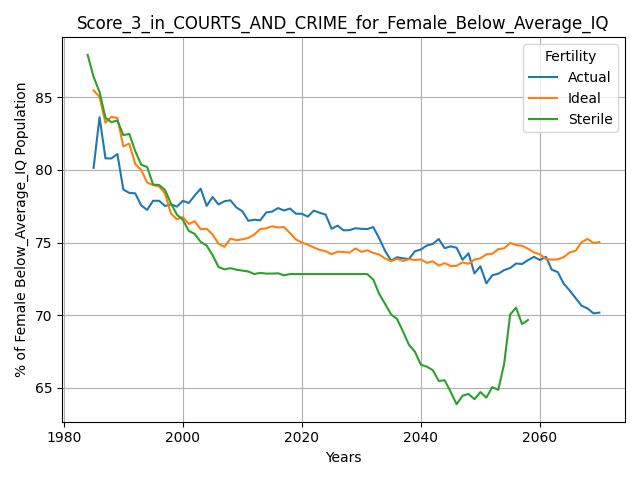 Score_3_in_COURTS_AND_CRIME_for_Female_Below_Average_IQ
% of Female Below_Average_IQ Population
85
80
75
70
65
Fertility
Actual
Ideal
Sterile
1980
2000
2020
2040
2060
Years